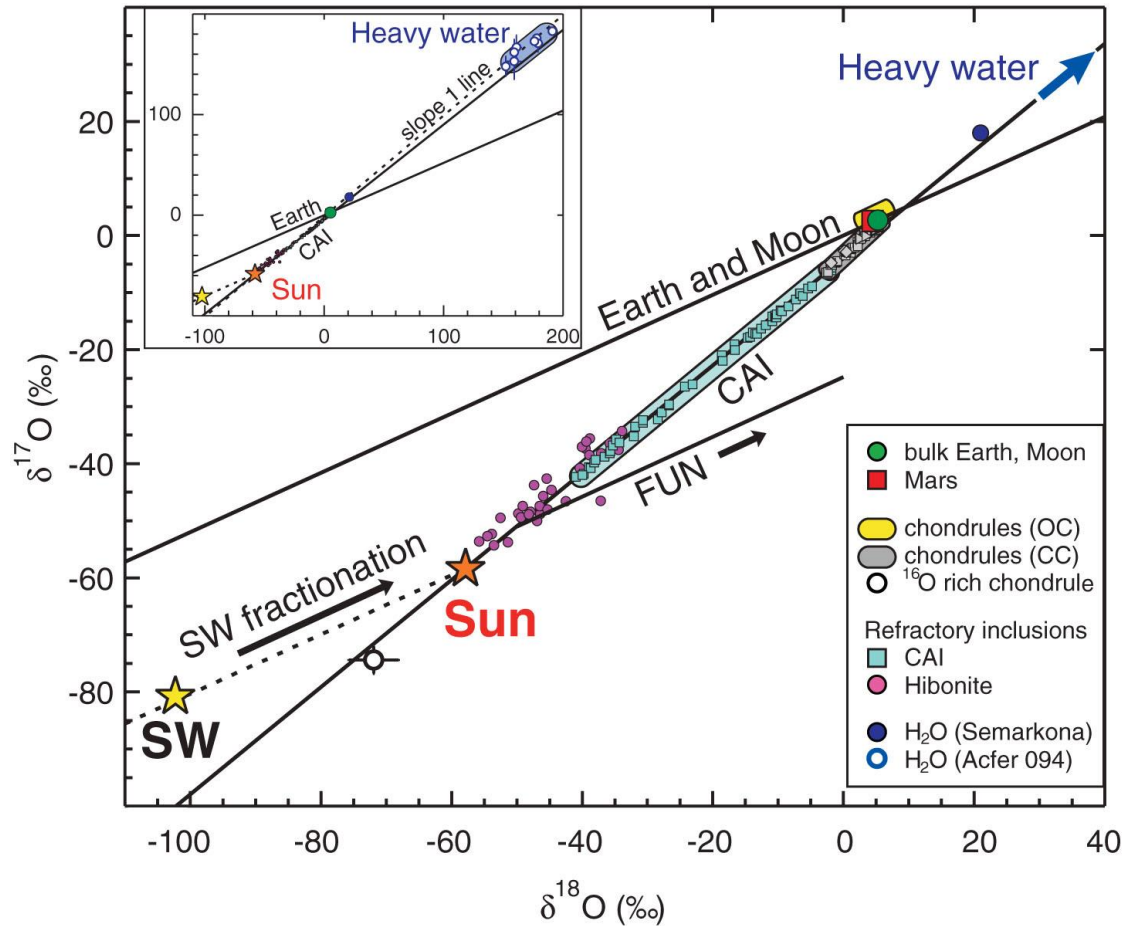 Heavy water
slope 1 line
100
Earth
0
CAI
Sun
-100
0
100
200
Heavy water
20
0
-20
-40
-60
-80
δ17O (‰)
Earth and Moon
CAI
FUN
SW fractionation
Sun
SW
bulk Earth, Moon
Mars
chondrules (OC)
chondrules (CC)
16O rich chondrule
Refractory inclusions
CAI
Hibonite
H2O (Semarkona)
H2O (Acfer 094)
-100
-80
-60
-40
-20
0
20
40
δ18O (‰)